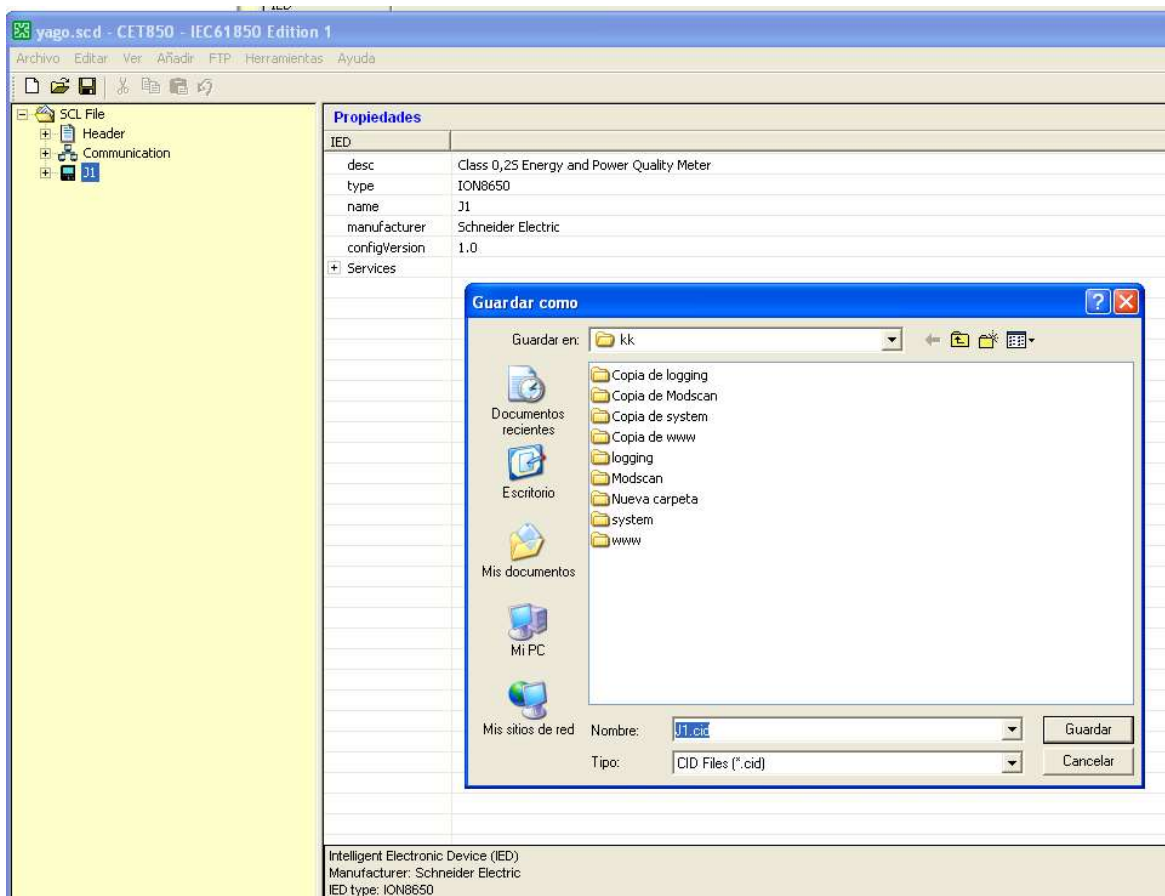 IED
yago.scd - CET850 - IEC61850 Edition 1
Archivo Editar Ver Añadir FTP Herramientas Ayuda
SCL File
Header
Communication
J1
Propiedades
IED
desc Class 0,2S Energy and Power Quality Meter
type ION8650
name J1
manufacturer Schneider Electric
configVersion 1.0
Services
Guardar como
Guardar en: kk
Documentos recientes
Escritorio
Mis documentos
Mi PC
Mis sitios de red
Copia de logging
Copia de Modscan
Copia de system
Copia de www
logging
Modscan
Nueva carpeta
system
www
Nombre: J1.cid Guardar
Tipo: CID Files (*.cid) Cancelar
Intelligent Electronic Device (IED)
Manufacturer: Schneider Electric
IED type: ION8650